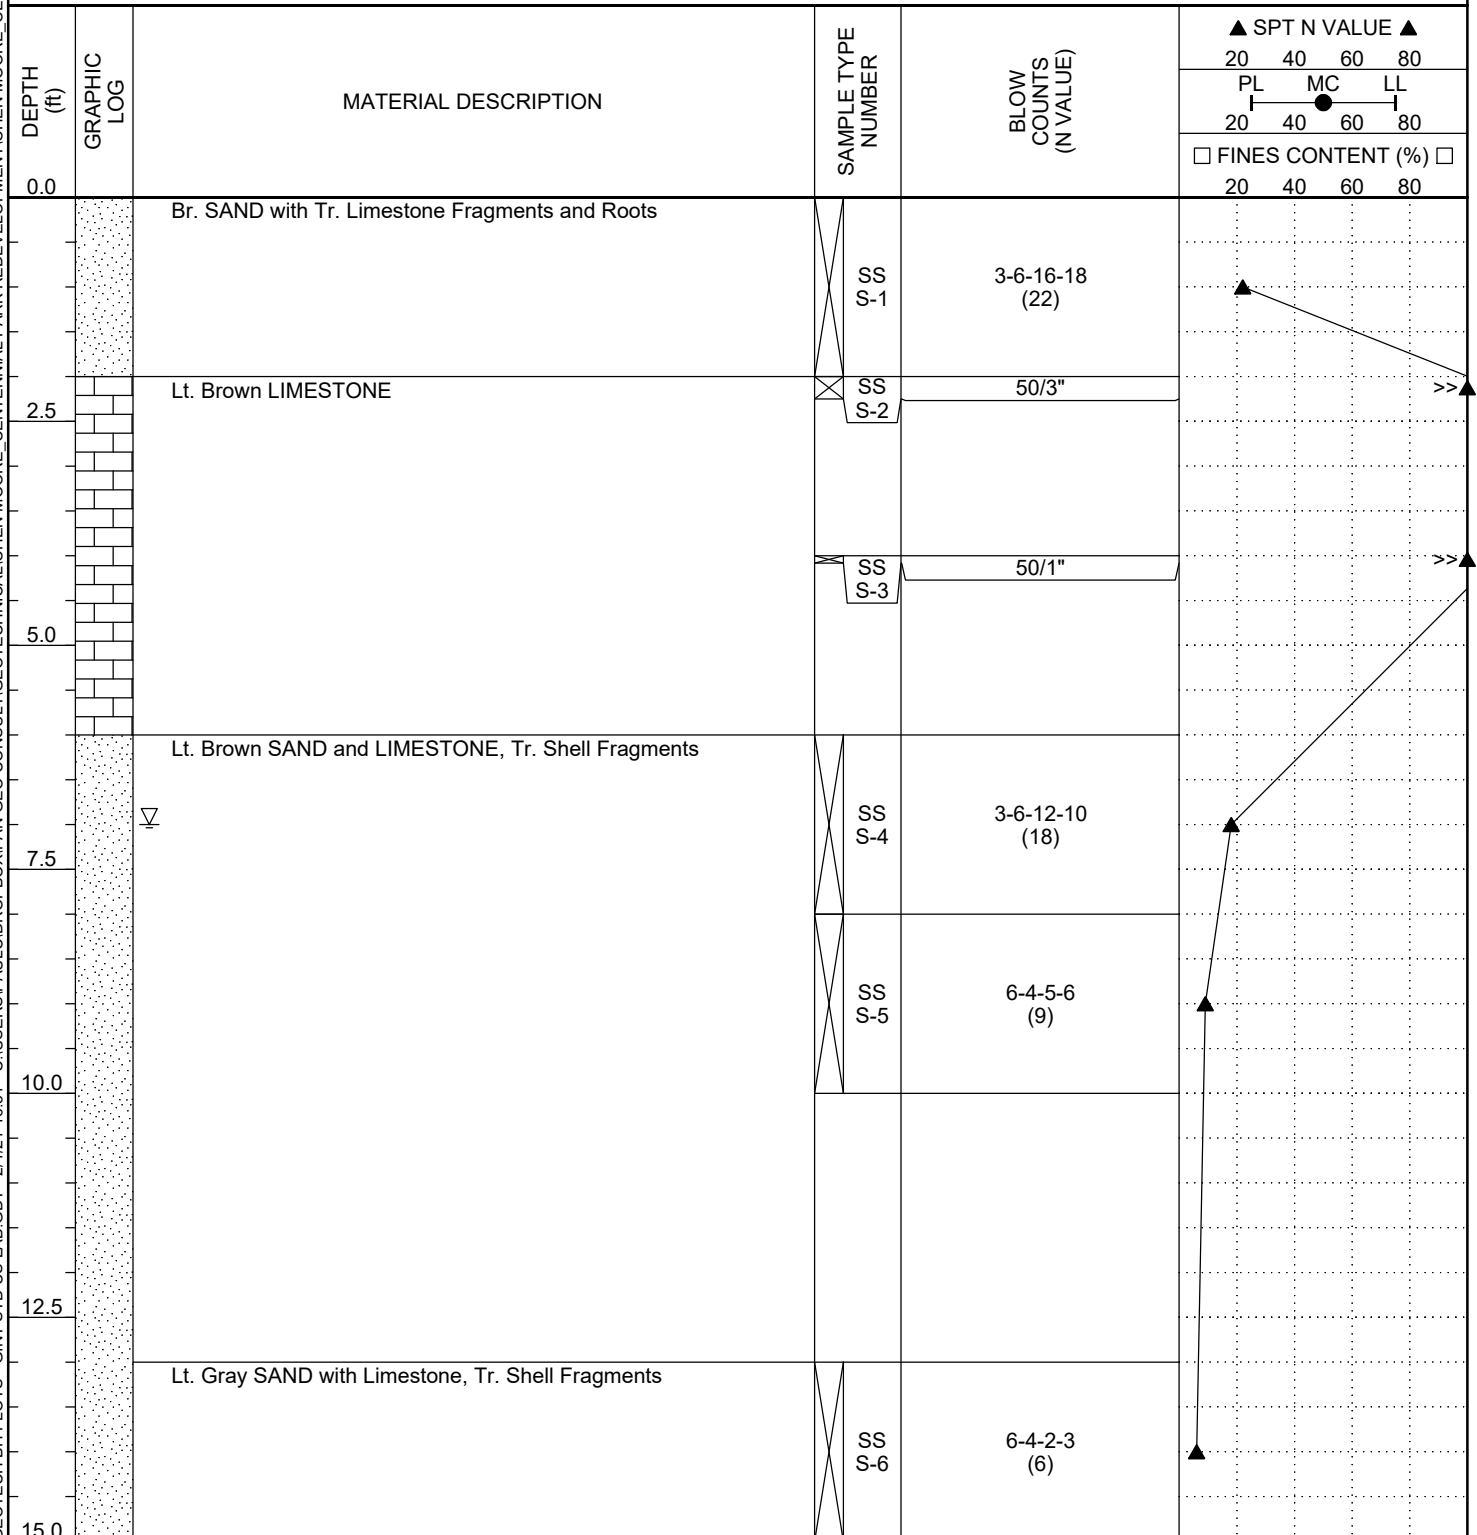 DEPTH
(ft)
GRAPHIC
LOG
MATERIAL DESCRIPTION
SAMPLE TYPE
NUMBER
BLOW
COUNTS
(N VALUE)
▲ SPT N VALUE ▲
20 40 60 80
PL MC LL
20 40 60 80
□ FINES CONTENT (%) □
20 40 60 80
0.0
Br. SAND with Tr. Limestone Fragments and Roots
SS
S-1
3-6-16-18
(22)
Lt. Brown LIMESTONE
SS
S-2
50/3"
>>
2.5
SS
S-3
50/1"
>>
5.0
Lt. Brown SAND and LIMESTONE, Tr. Shell Fragments
SS
S-4
3-6-12-10
(18)
7.5
SS
S-5
6-4-5-6
(9)
10.0
12.5
Lt. Gray SAND with Limestone, Tr. Shell Fragments
SS
S-6
6-4-2-3
(6)
15.0